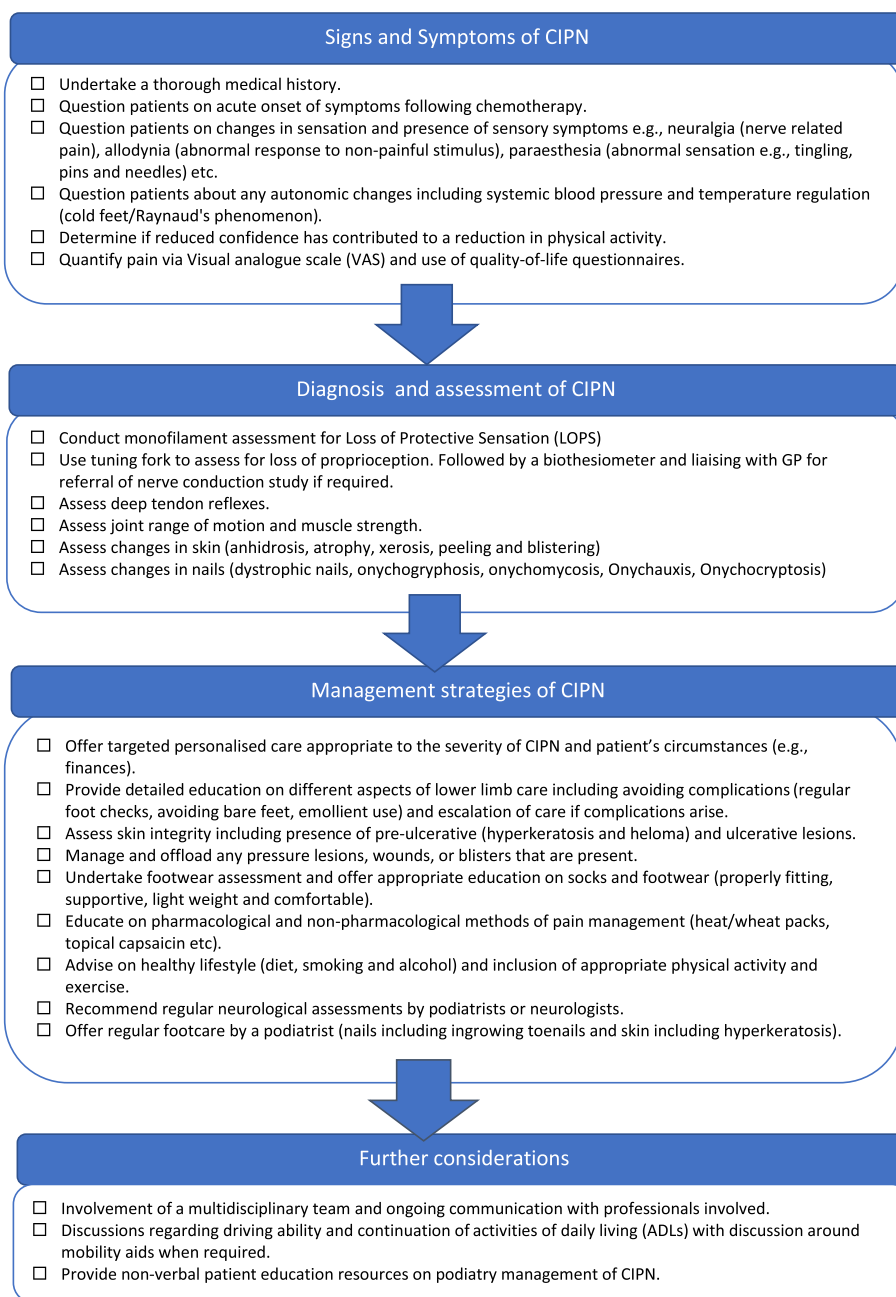 Signs and Symptoms of CIPN
☐ Undertake a thorough medical history.
☐ Question patients on acute onset of symptoms following chemotherapy.
☐ Question patients on changes in sensation and presence of sensory symptoms e.g., neuralgia (nerve related
pain), allodynia (abnormal response to non-painful stimulus), paraesthesia (abnormal sensation e.g., tingling,
pins and needles) etc.
☐ Question patients about any autonomic changes including systemic blood pressure and temperature regulation
(cold feet/Raynaud's phenomenon).
☐ Determine if reduced confidence has contributed to a reduction in physical activity.
☐ Quantify pain via Visual analogue scale (VAS) and use of quality-of-life questionnaires.
Diagnosis  and assessment of CIPN
☐ Conduct monofilament assessment for Loss of Protective Sensation (LOPS)
☐ Use tuning fork to assess for loss of proprioception. Followed by a biothesiometer and liaising with GP for
referral of nerve conduction study if required.
☐ Assess deep tendon reflexes.
☐ Assess joint range of motion and muscle strength.
☐ Assess changes in skin (anhidrosis, atrophy, xerosis, peeling and blistering)
☐ Assess changes in nails (dystrophic nails, onychogryphosis, onychomycosis, Onychauxis, Onychocryptosis)
Management strategies of CIPN
☐ Offer targeted personalised care appropriate to the severity of CIPN and patient’s circumstances (e.g.,
finances).
☐ Provide detailed education on different aspects of lower limb care including avoiding complications (regular
foot checks, avoiding bare feet, emollient use) and escalation of care if complications arise.
☐ Assess skin integrity including presence of pre-ulcerative (hyperkeratosis and heloma) and ulcerative lesions.
☐ Manage and offload any pressure lesions, wounds, or blisters that are present.
☐ Undertake footwear assessment and offer appropriate education on socks and footwear (properly fitting,
supportive, light weight and comfortable).
☐ Educate on pharmacological and non-pharmacological methods of pain management (heat/wheat packs,
topical capsaicin etc).
☐ Advise on healthy lifestyle (diet, smoking and alcohol) and inclusion of appropriate physical activity and
exercise.
☐ Recommend regular neurological assessments by podiatrists or neurologists.
☐ Offer regular footcare by a podiatrist (nails including ingrowing toenails and skin including hyperkeratosis).
Further considerations
☐ Involvement of a multidisciplinary team and ongoing communication with professionals involved.
☐ Discussions regarding driving ability and continuation of activities of daily living (ADLs) with discussion around
mobility aids when required.
☐ Provide non-verbal patient education resources on podiatry management of CIPN.